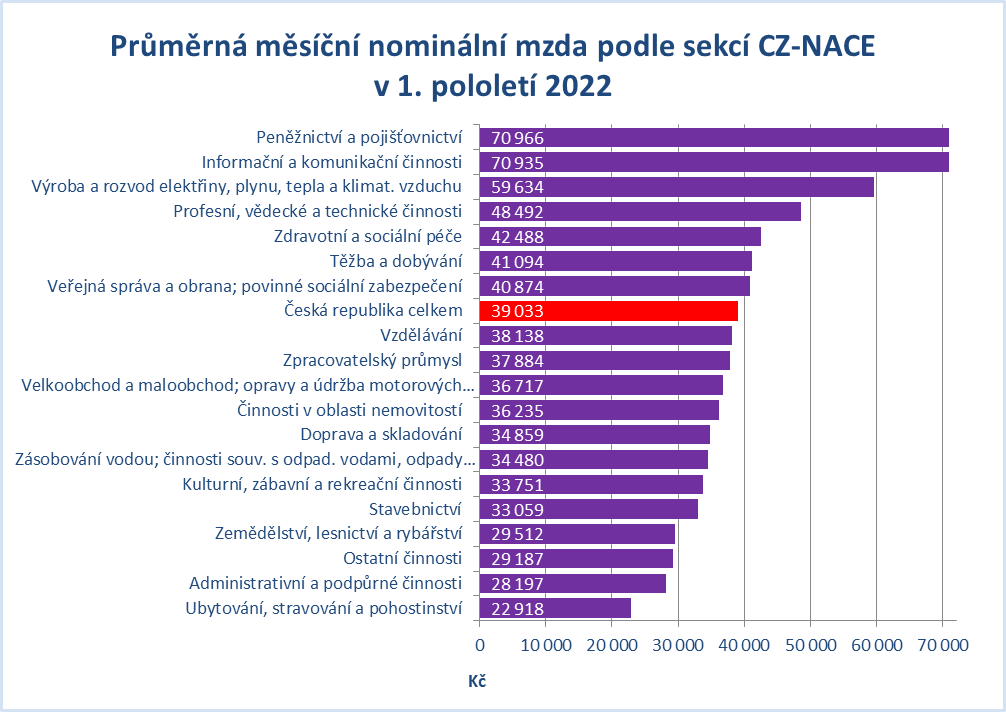 Průměrná měsíční nominální mzda podle sekcí CZ-NACE
v 1. pololetí 2022
Peněžnictví a pojišťovnictví 70 966
Informační a komunikační činnosti 70 935
Výroba a rozvod elektřiny, plynu, tepla a klimat. vzduchu 59 634
Profesní, vědecké a technické činnosti 48 492
Zdravotní a sociální péče 42 488
Těžba a dobývání 41 094
Veřejná správa a obrana; povinné sociální zabezpečení 40 874
Česká republika celkem 39 033
Vzdělávání 38 138
Zpracovatelský průmysl 37 884
Velkoobchod a maloobchod; opravy a údržba motorových... 36 717
Činnosti v oblasti nemovitostí 36 235
Doprava a skladování 34 859
Zásobování vodou; činnosti souv. s odpad. vodami, odpady... 34 480
Kulturní, zábavní a rekreační činnosti 33 751
Stavebnictví 33 059
Zemědělství, lesnictví a rybářství 29 512
Ostatní činnosti 29 187
Administrativní a podpůrné činnosti 28 197
Ubytování, stravování a pohostinství 22 918
0 10 000 20 000 30 000 40 000 50 000 60 000 70 000
Kč